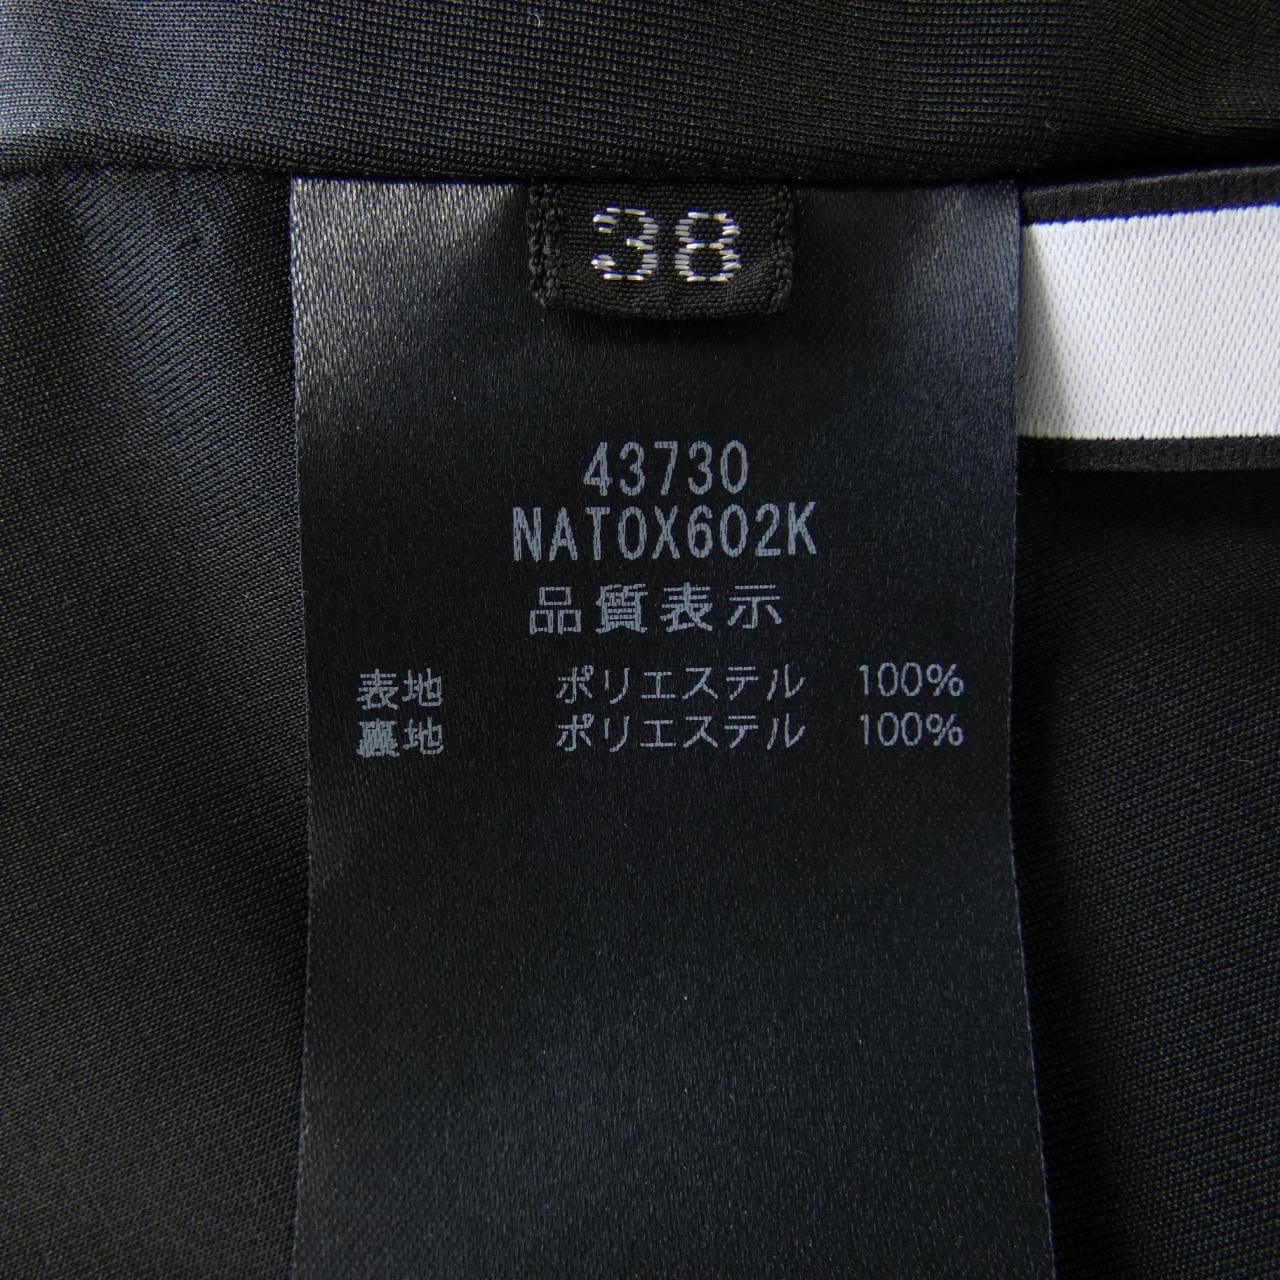 38
43730
NATOX602K
品質表示
表地 ポリエステル 100%
裏地 ポリエステル 100%